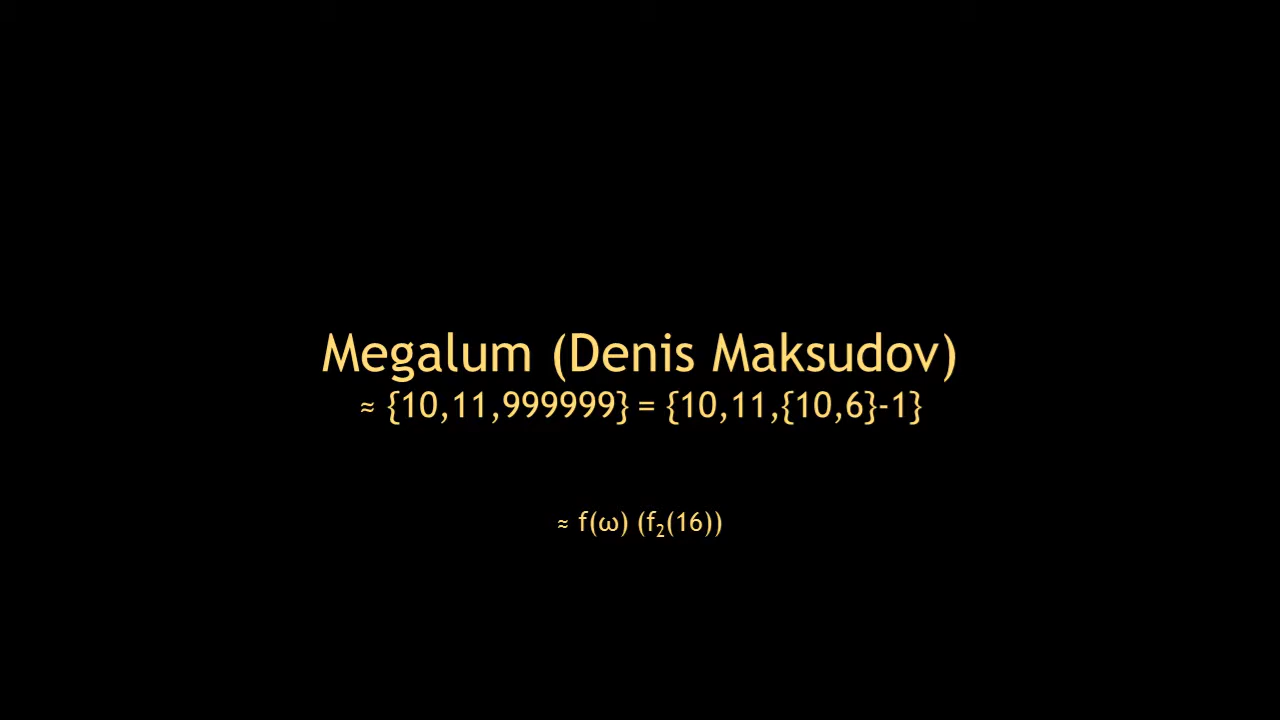 Megalum (Denis Maksudov)
≈ {10,11,999999} = {10,11,{10,6}-1}
≈ f(ω) (f₂(16))